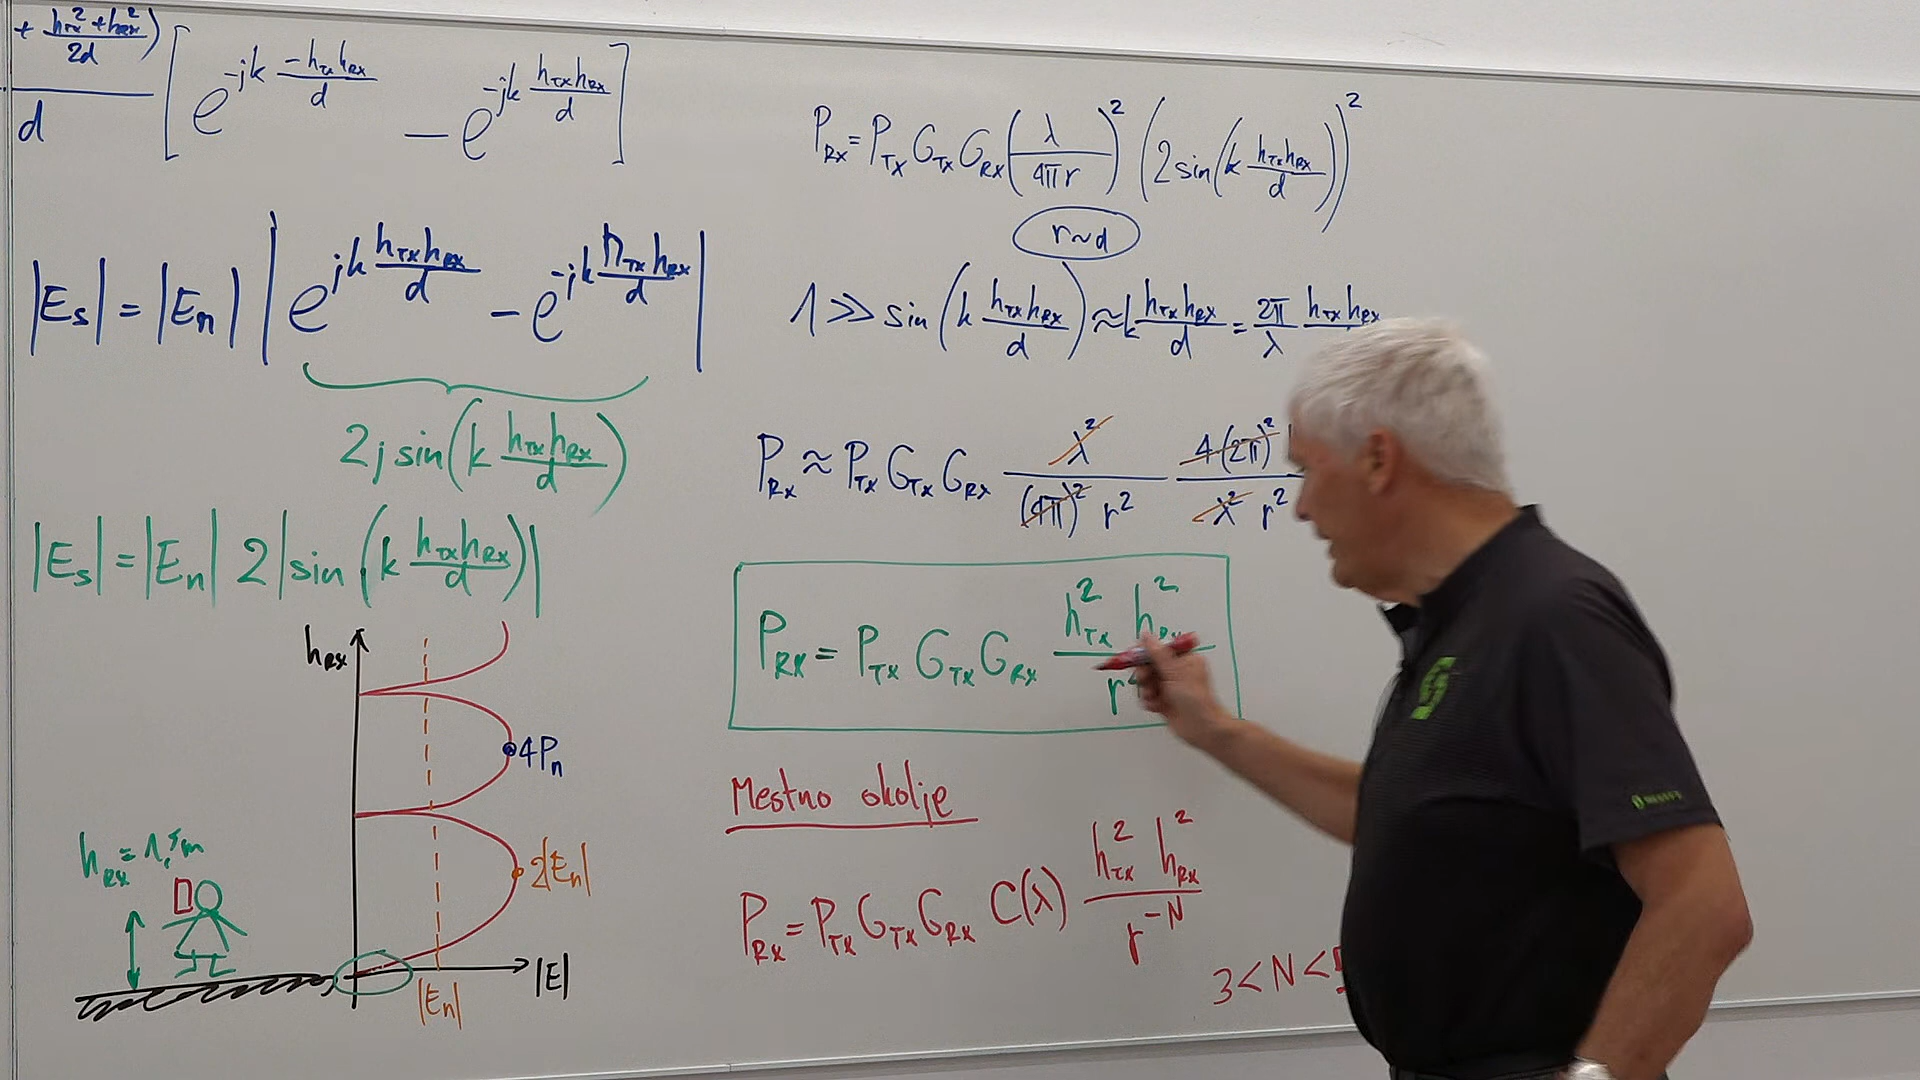 + (h_TX² + h_RX²)/2d)
d [e^(-jk (-h_TX h_RX)/d) - e^(-jk (h_TX h_RX)/d)]
|E_s| = |E_n| |e^(jk (h_TX h_RX)/d) - e^(-jk (h_TX h_RX)/d)|
2j sin(k (h_TX h_RX)/d)
|E_s| = |E_n| 2|sin(k (h_TX h_RX)/d)|
h_RX
4P_n
2|E_n|
|E|
|E_n|
h_RX = 1,5m
P_RX = P_TX G_TX G_RX (λ/(4πr))² (2 sin(k (h_TX h_RX)/d))²
r~d
1 ≫ sin(k (h_TX h_RX)/d) ≈ k (h_TX h_RX)/d = 2π/λ h_TX h_RX
P_RX ≈ P_TX G_TX G_RX λ²/((4π)² r²) 4(2π)²/(λ² r²)
P_RX = P_TX G_TX G_RX (h_TX² h_RX²)/r⁴
Mestno okolje
P_RX = P_TX G_TX G_RX C(λ) (h_TX² h_RX²)/r^(-N)
3 < N <